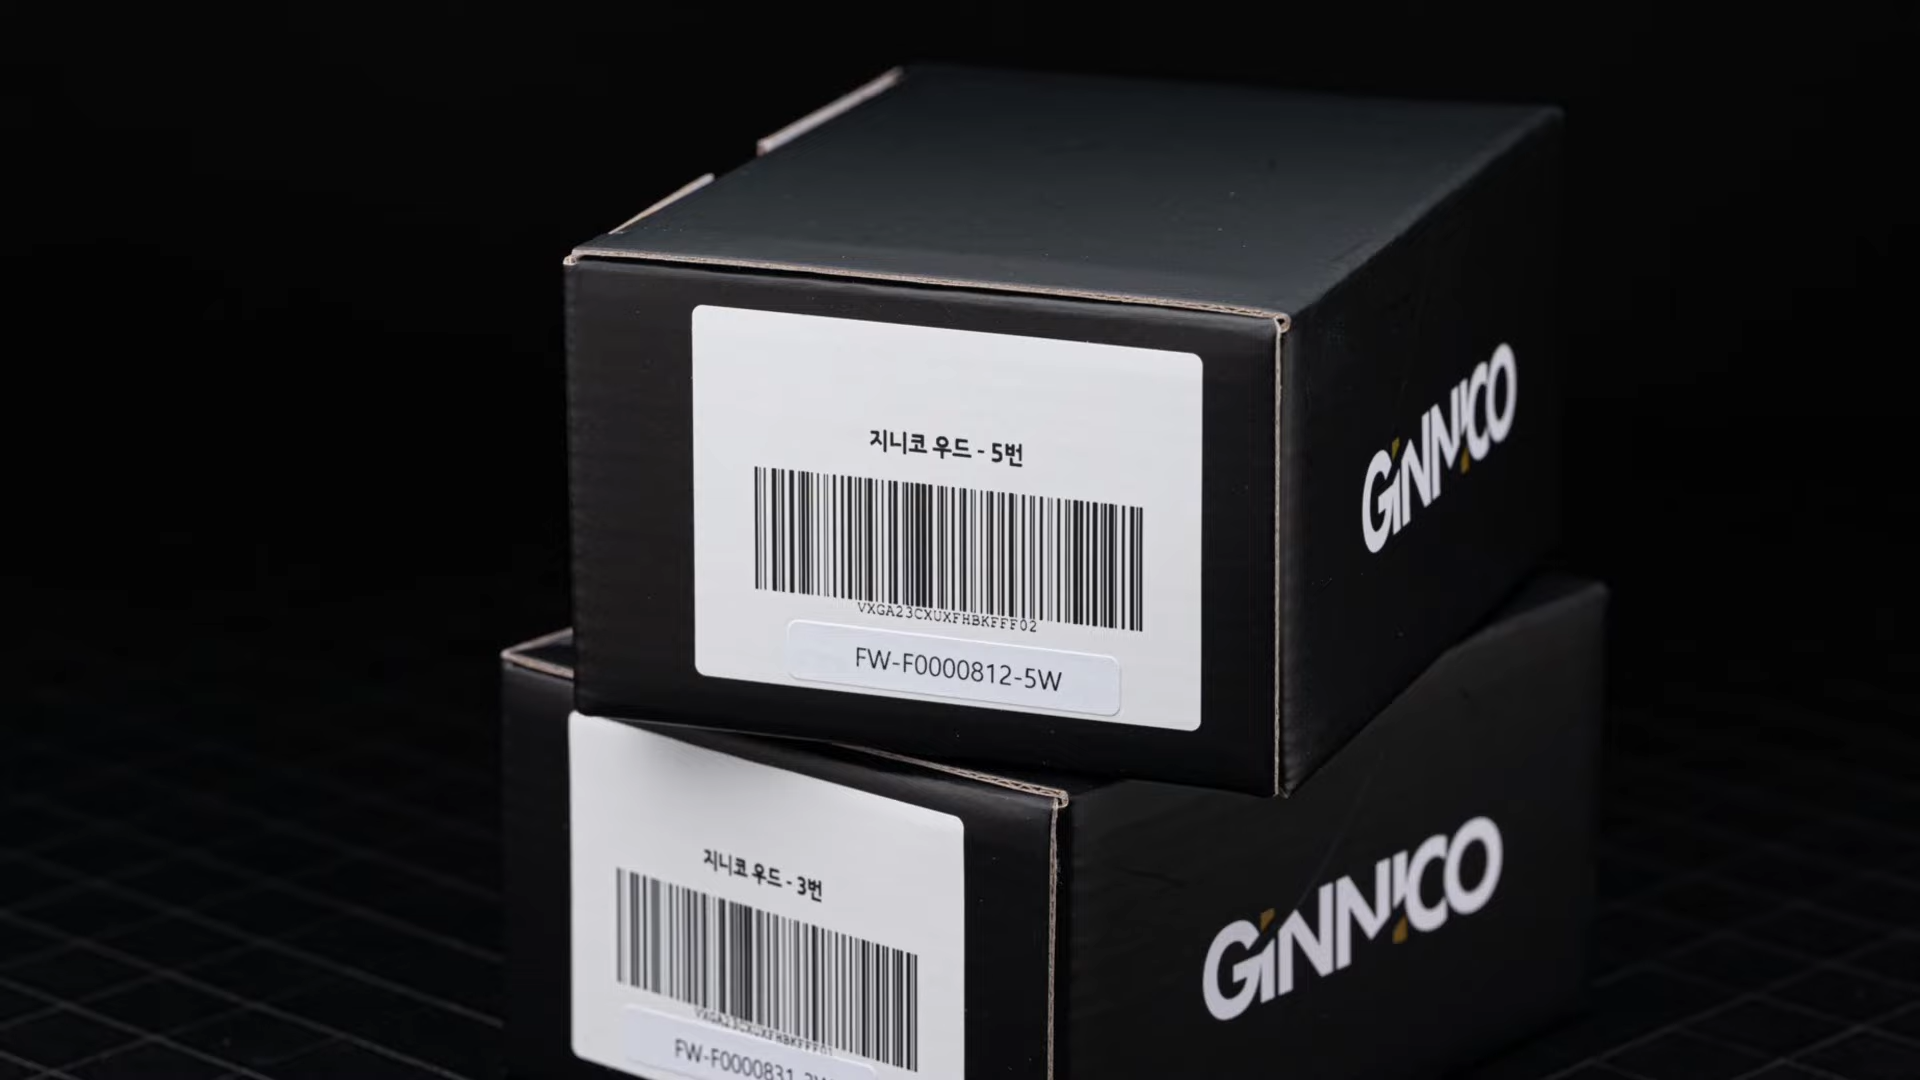 지니코 우드 - 5번
VXGA23CXUXFHBKFFF02
FW-F0000812-5W
GINNICO
지니코 우드 - 3번
VXGA23CXUXFHBKFFF01
GINNICO